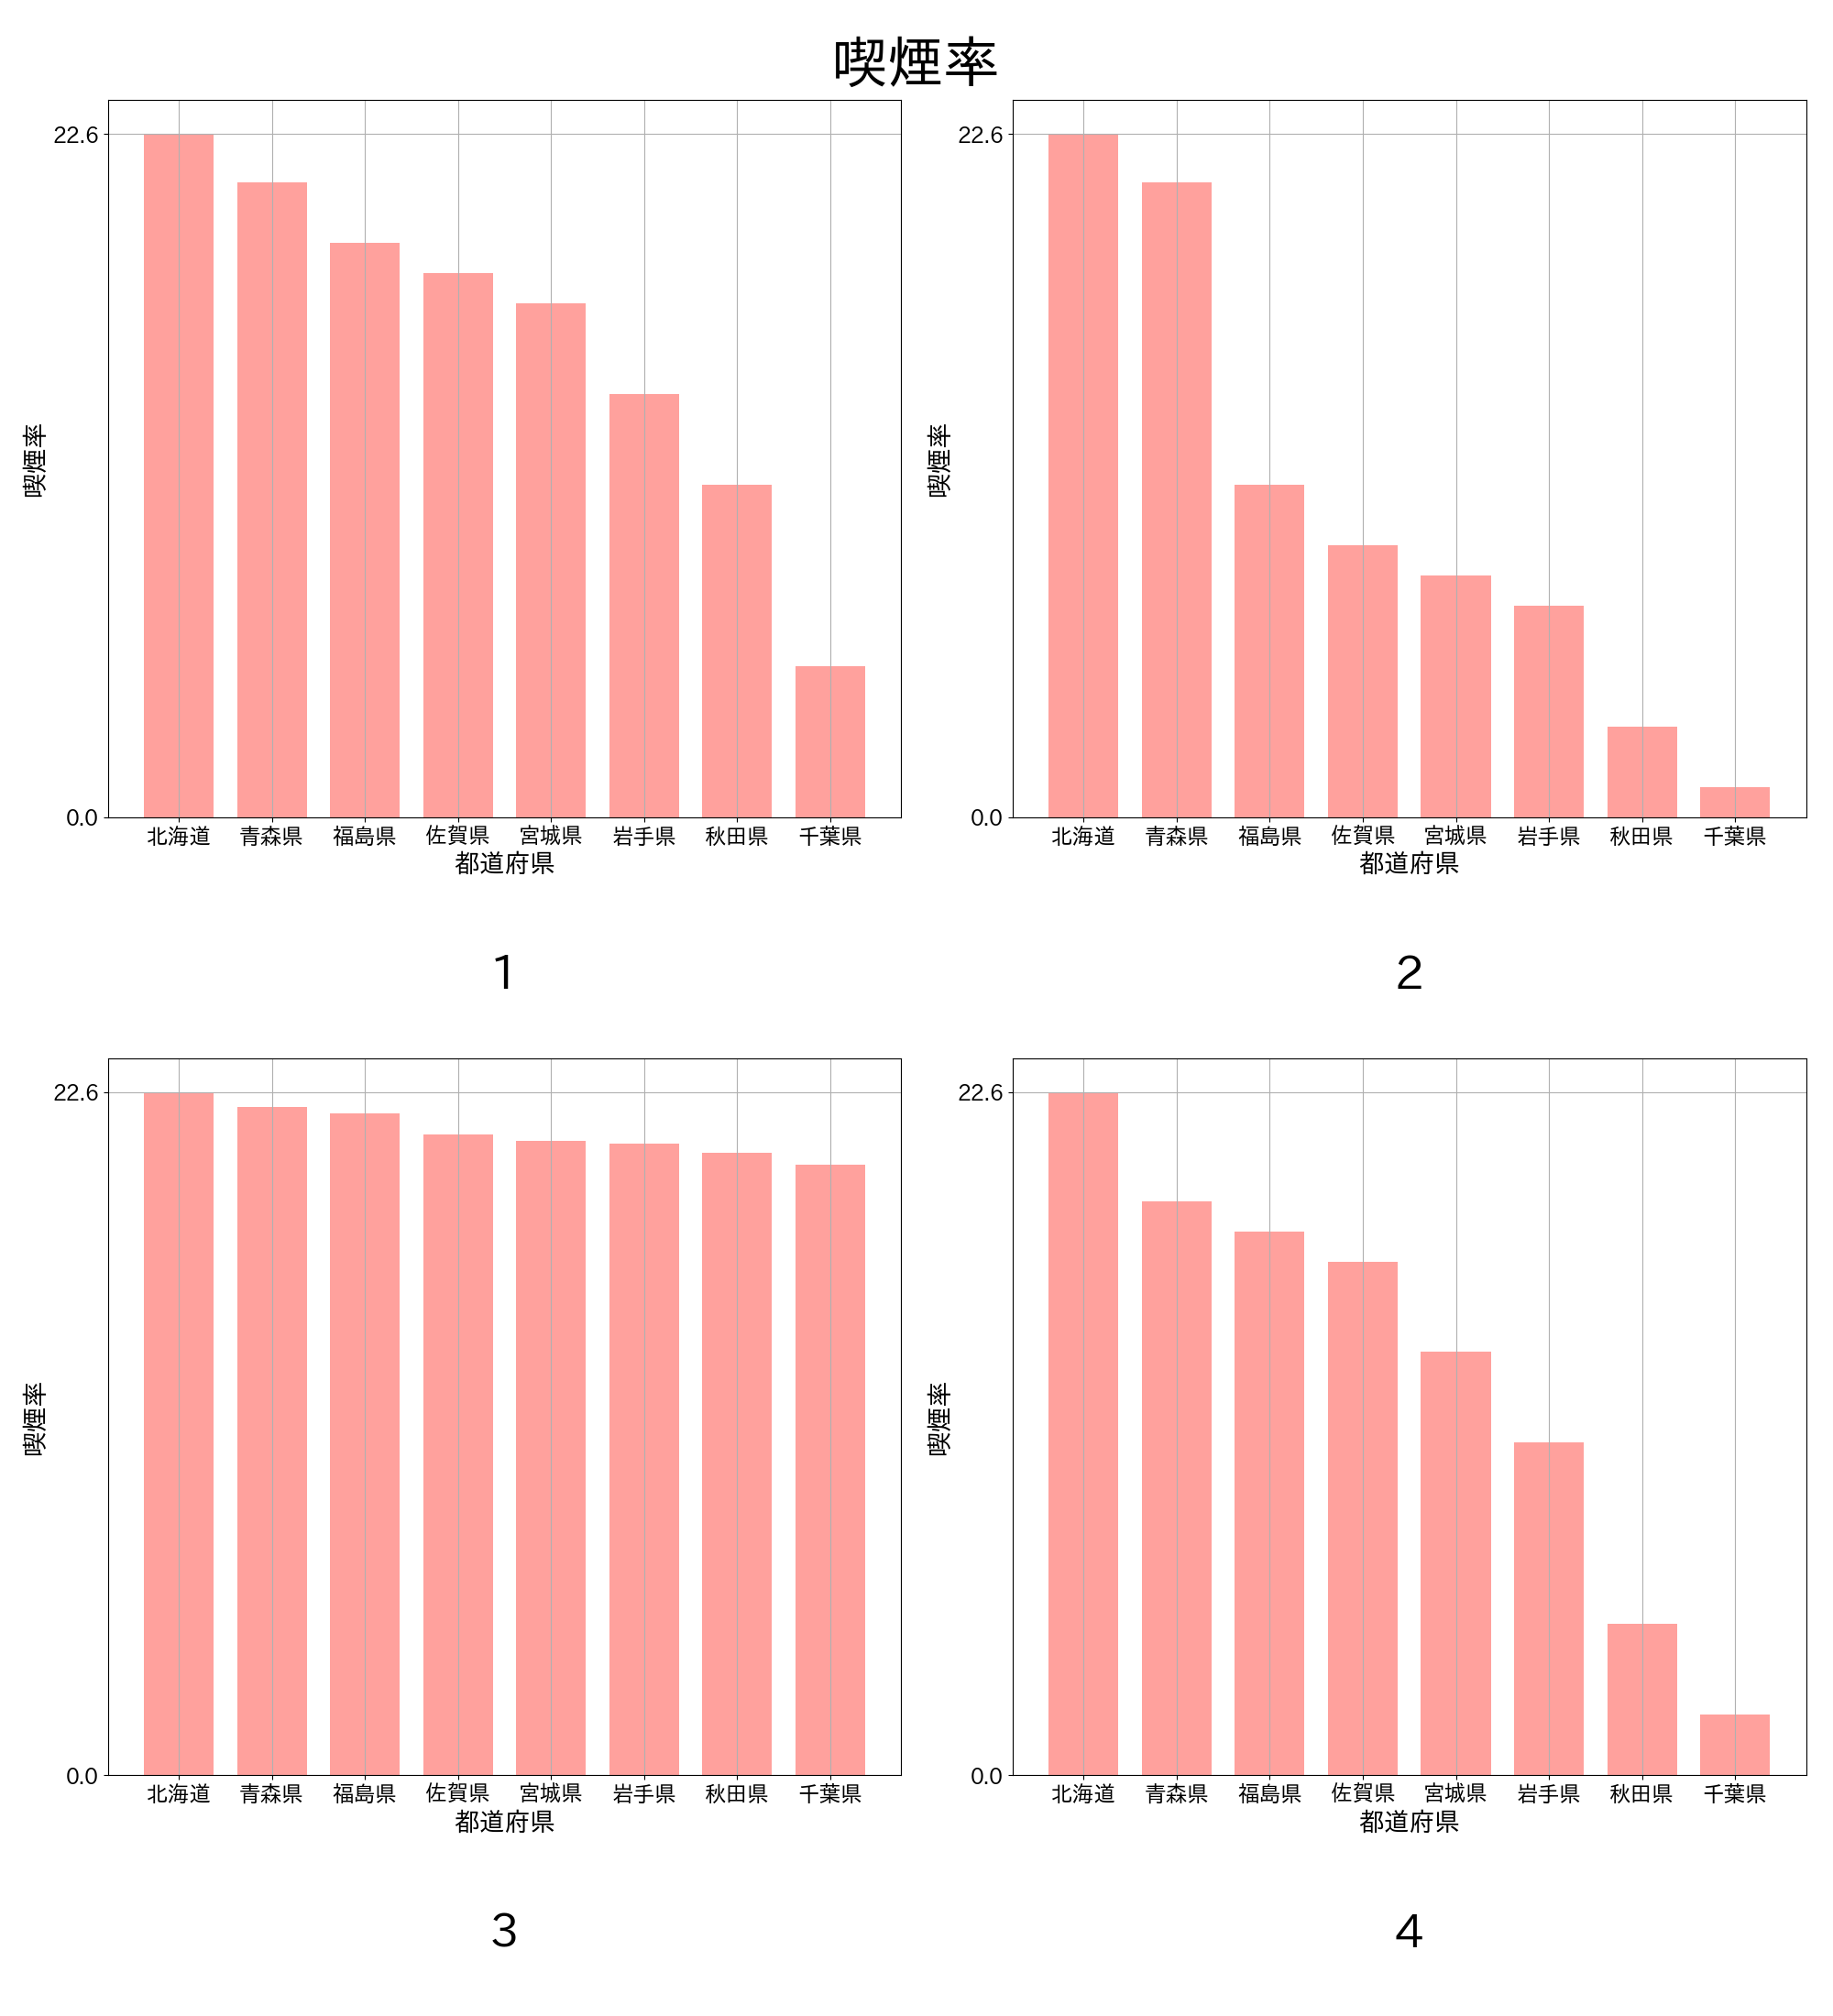 喫煙率
22.6
0.0
喫煙率
北海道 青森県 福島県 佐賀県 宮城県 岩手県 秋田県 千葉県
都道府県
1
22.6
0.0
喫煙率
北海道 青森県 福島県 佐賀県 宮城県 岩手県 秋田県 千葉県
都道府県
2
22.6
0.0
喫煙率
北海道 青森県 福島県 佐賀県 宮城県 岩手県 秋田県 千葉県
都道府県
3
22.6
0.0
喫煙率
北海道 青森県 福島県 佐賀県 宮城県 岩手県 秋田県 千葉県
都道府県
4